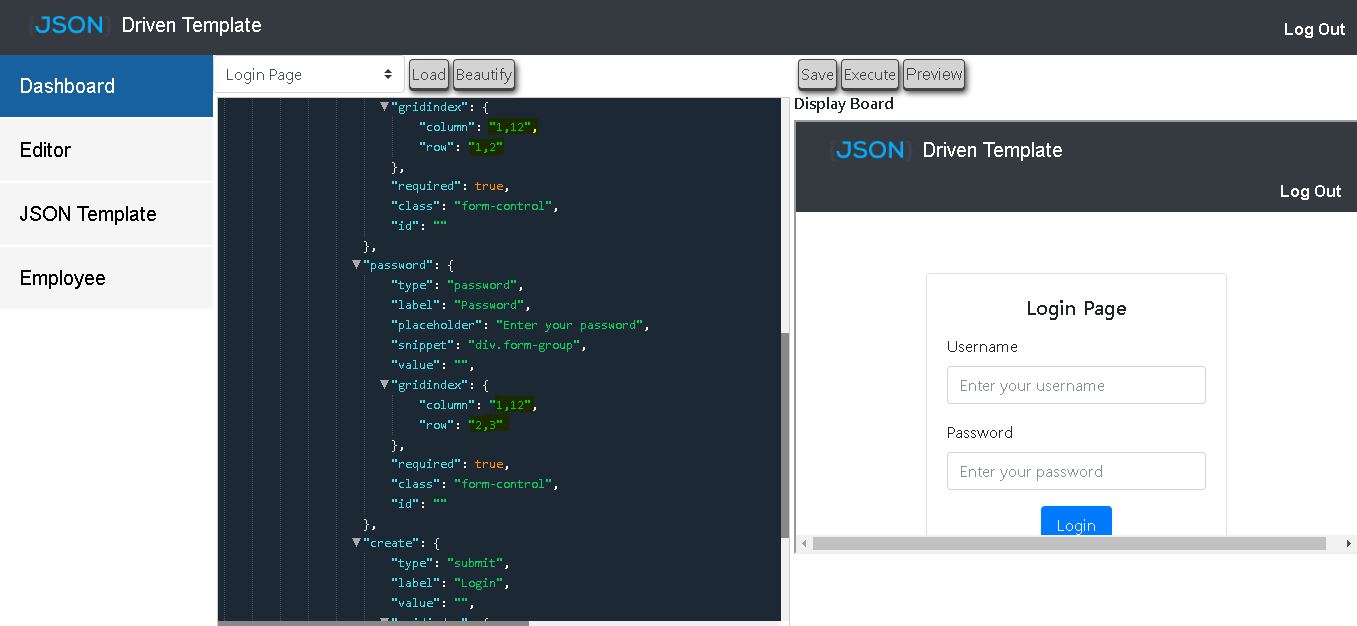 {JSON} Driven Template
Log Out
Dashboard
Editor
JSON Template
Employee
Login Page
Load
Beautify
"gridindex": {
"column": "1,12",
"row": "1,2"
},
"required": true,
"class": "form-control",
"id": ""
},
"password": {
"type": "password",
"label": "Password",
"placeholder": "Enter your password",
"snippet": "div.form-group",
"value": "",
"gridindex": {
"column": "1,12",
"row": "2,3"
},
"required": true,
"class": "form-control",
"id": ""
},
"create": {
"type": "submit",
"label": "Login",
"value": "",
Save
Execute
Preview
Display Board
{JSON} Driven Template
Log Out
Login Page
Username
Enter your username
Password
Enter your password
Login